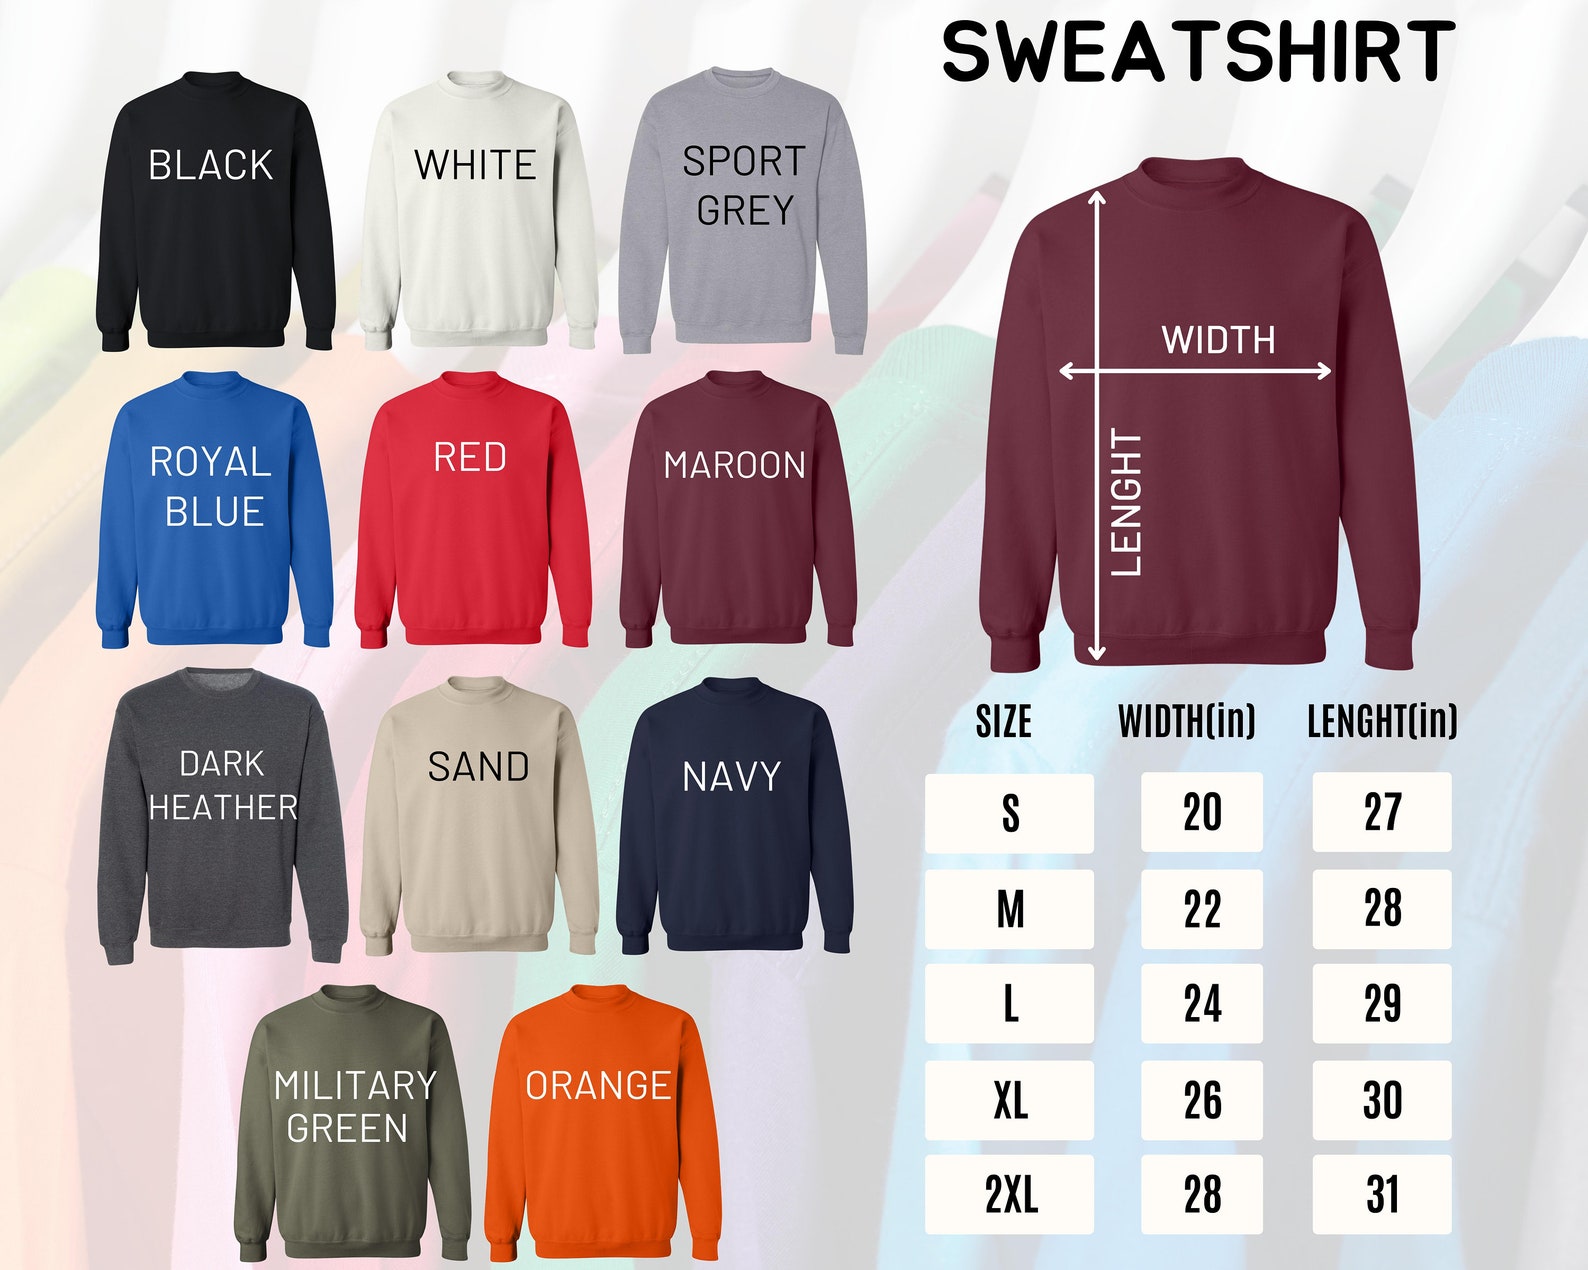 SWEATSHIRT
BLACK
WHITE
SPORT
GREY
ROYAL
BLUE
RED
MAROON
DARK
HEATHER
SAND
NAVY
MILITARY
GREEN
ORANGE
WIDTH
LENGHT
SIZE WIDTH(in) LENGHT(in)
S 20 27
M 22 28
L 24 29
XL 26 30
2XL 28 31